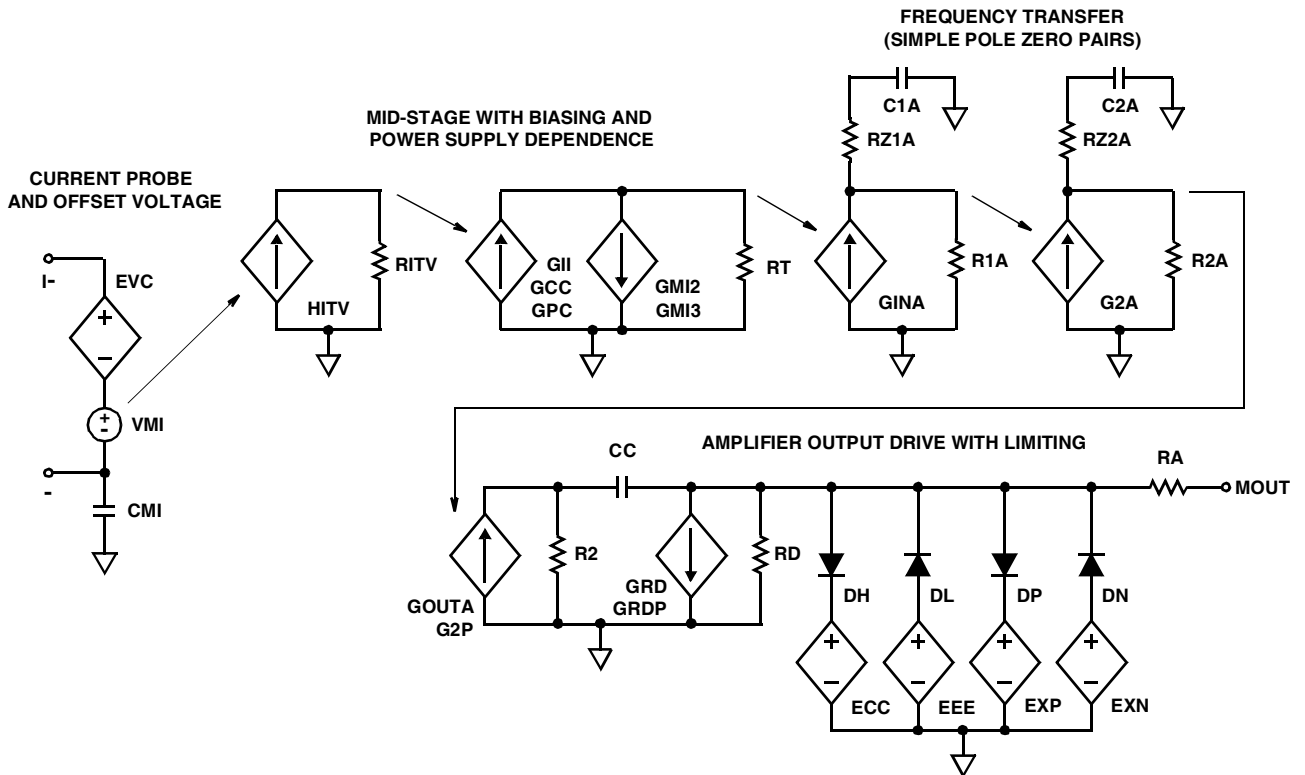 FREQUENCY TRANSFER
(SIMPLE POLE ZERO PAIRS)
C1A
C2A
RZ1A
RZ2A
MID-STAGE WITH BIASING AND
POWER SUPPLY DEPENDENCE
CURRENT PROBE
AND OFFSET VOLTAGE
I-
EVC
+
−
HITV
RITV
GII
GCC
GPC
GMI2
GMI3
RT
GINA
R1A
G2A
R2A
+
-
VMI
-
CMI
AMPLIFIER OUTPUT DRIVE WITH LIMITING
CC
RA
MOUT
GOUTA
G2P
R2
GRD
GRDP
RD
DH
DL
DP
DN
+
−
+
−
+
−
+
−
ECC
EEE
EXP
EXN